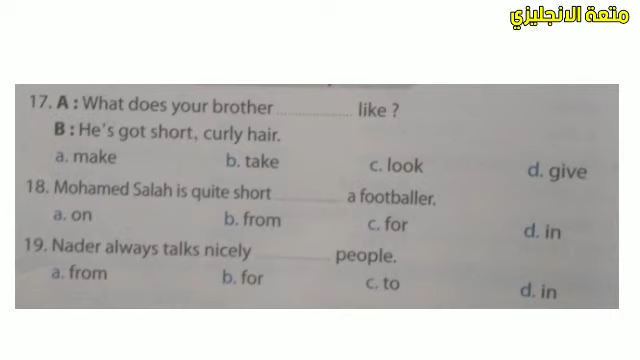 متعة الانجليزي
17. A : What does your brother .................... like ?
B : He's got short, curly hair.
a. make b. take c. look d. give
18. Mohamed Salah is quite short .................... a footballer.
a. on b. from c. for d. in
19. Nader always talks nicely .................... people.
a. from b. for c. to d. in